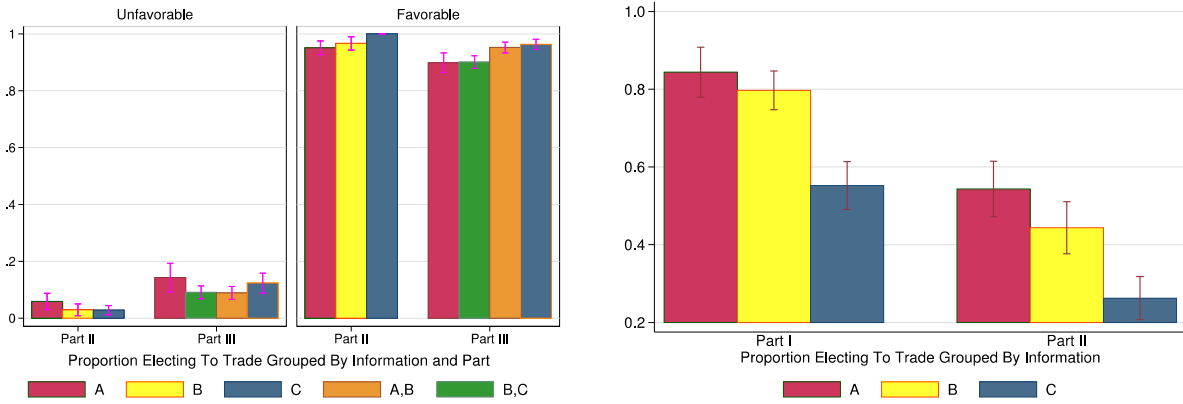 Unfavorable
Favorable
1
.8
.6
.4
.2
0
Part II
Part III
Part II
Part III
Proportion Electing To Trade Grouped By Information and Part
A
B
C
A,B
B,C
1.0
0.8
0.6
0.4
0.2
Part I
Part II
Proportion Electing To Trade Grouped By Information
A
B
C